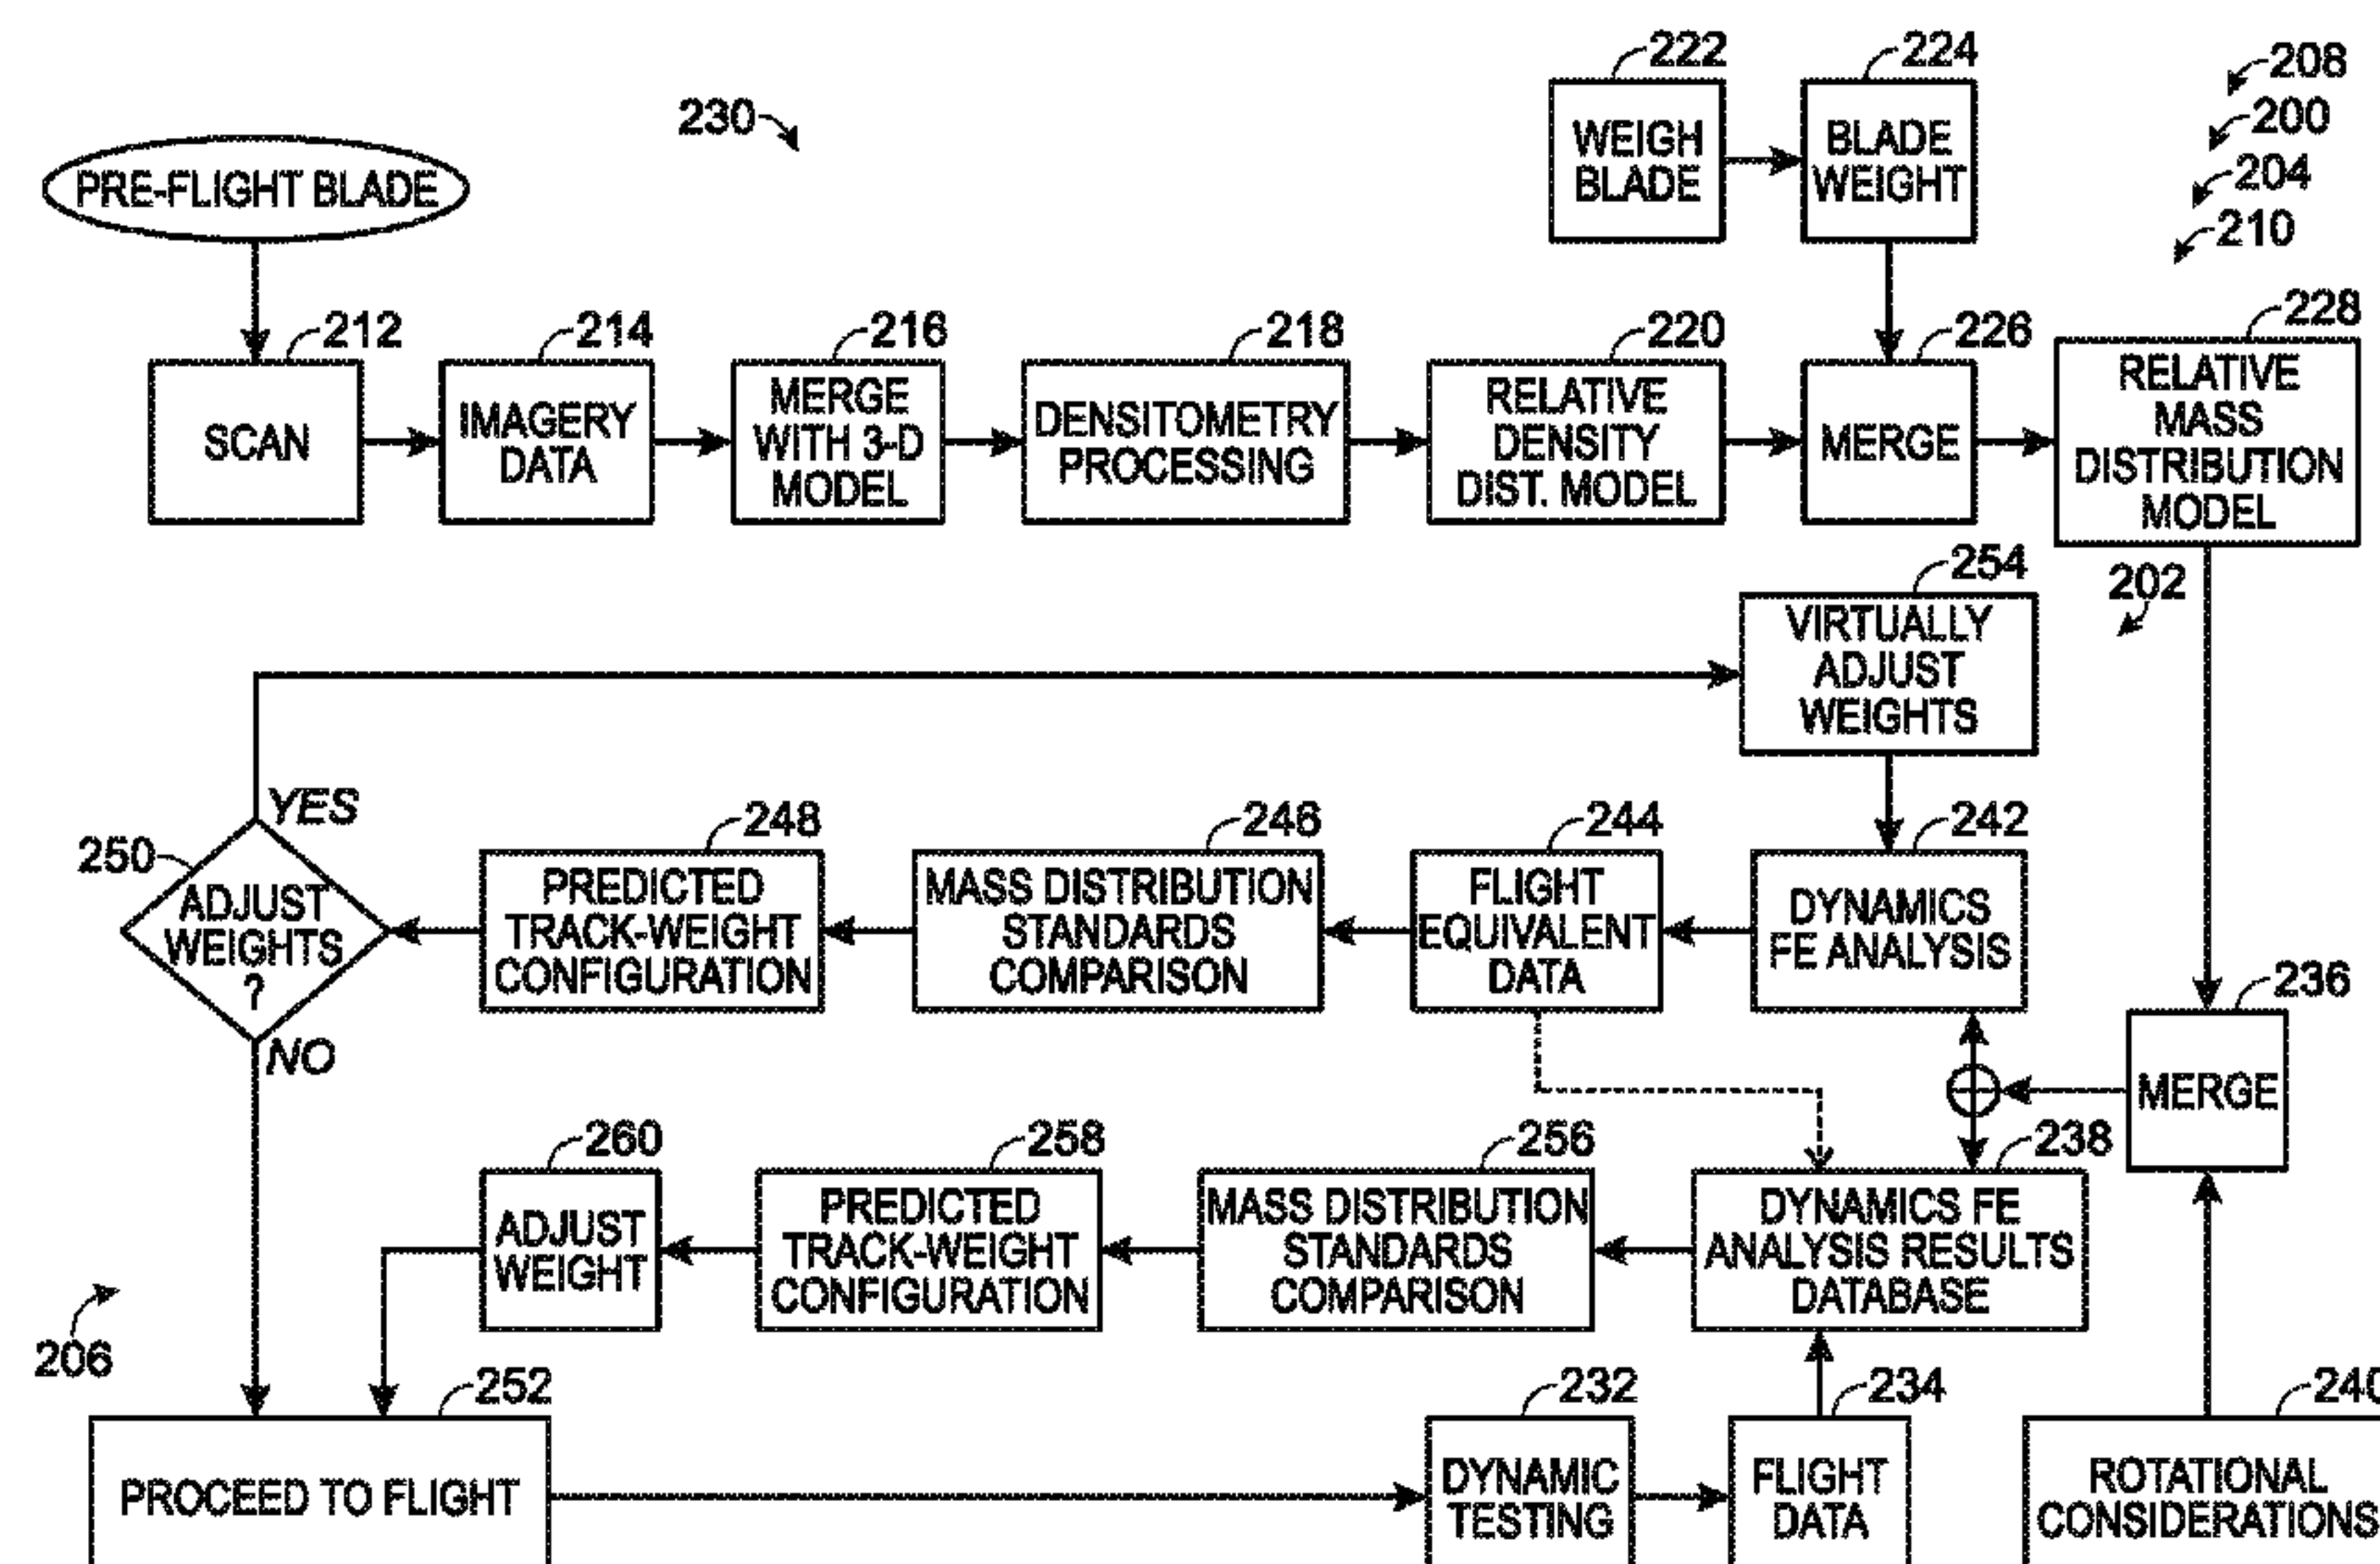 222
224
208
200
204
210
230
WEIGH
BLADE
BLADE
WEIGHT
PRE-FLIGHT BLADE
212
214
216
218
220
226
228
SCAN
IMAGERY
DATA
MERGE
WITH 3-D
MODEL
DENSITOMETRY
PROCESSING
RELATIVE
DENSITY
DIST. MODEL
MERGE
RELATIVE
MASS
DISTRIBUTION
MODEL
254
202
VIRTUALLY
ADJUST
WEIGHTS
YES
250
ADJUST
WEIGHTS
?
NO
248
PREDICTED
TRACK-WEIGHT
CONFIGURATION
246
MASS DISTRIBUTION
STANDARDS
COMPARISON
244
FLIGHT
EQUIVALENT
DATA
242
DYNAMICS
FE ANALYSIS
236
MERGE
260
ADJUST
WEIGHT
258
PREDICTED
TRACK-WEIGHT
CONFIGURATION
256
MASS DISTRIBUTION
STANDARDS
COMPARISON
238
DYNAMICS FE
ANALYSIS RESULTS
DATABASE
206
252
PROCEED TO FLIGHT
232
DYNAMIC
TESTING
234
FLIGHT
DATA
240
ROTATIONAL
CONSIDERATIONS